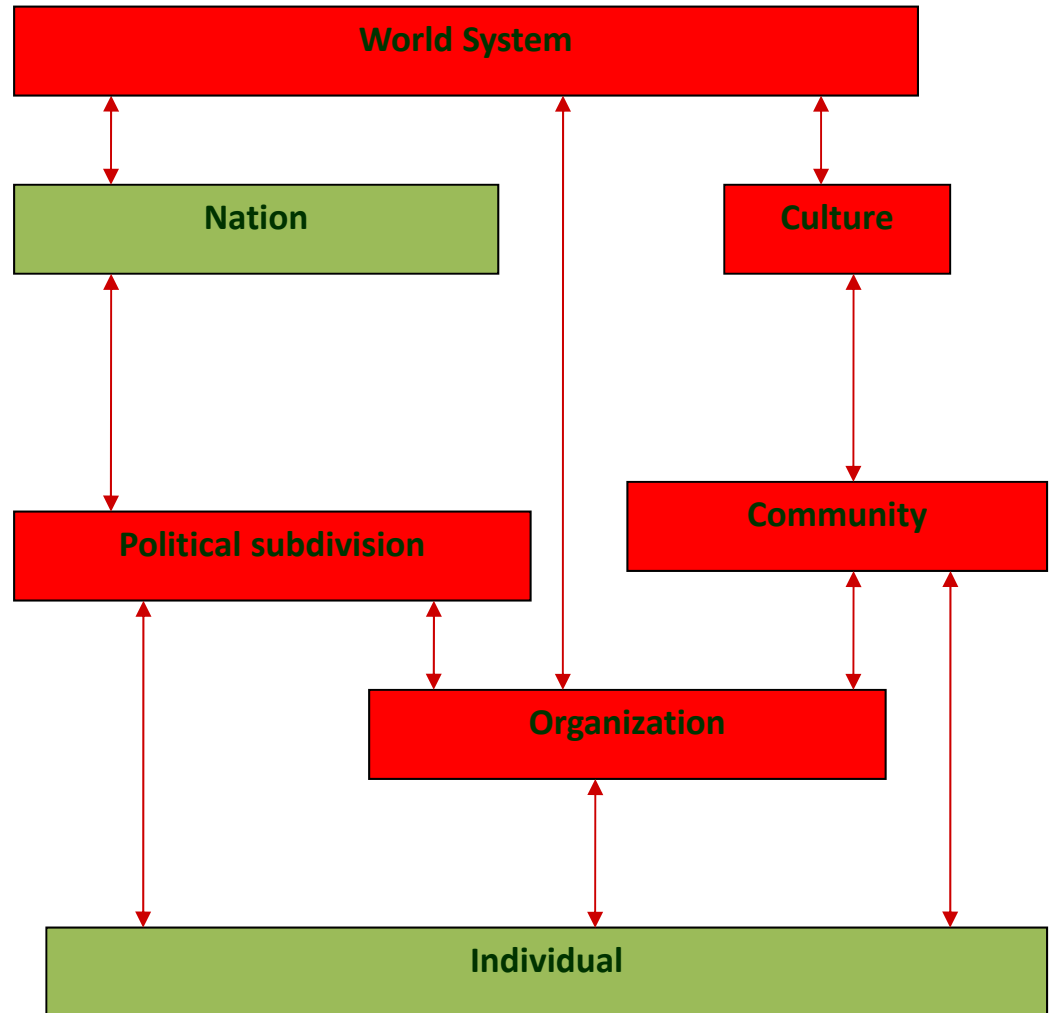 World System
Nation
Culture
Community
Political subdivision
Organization
Individual